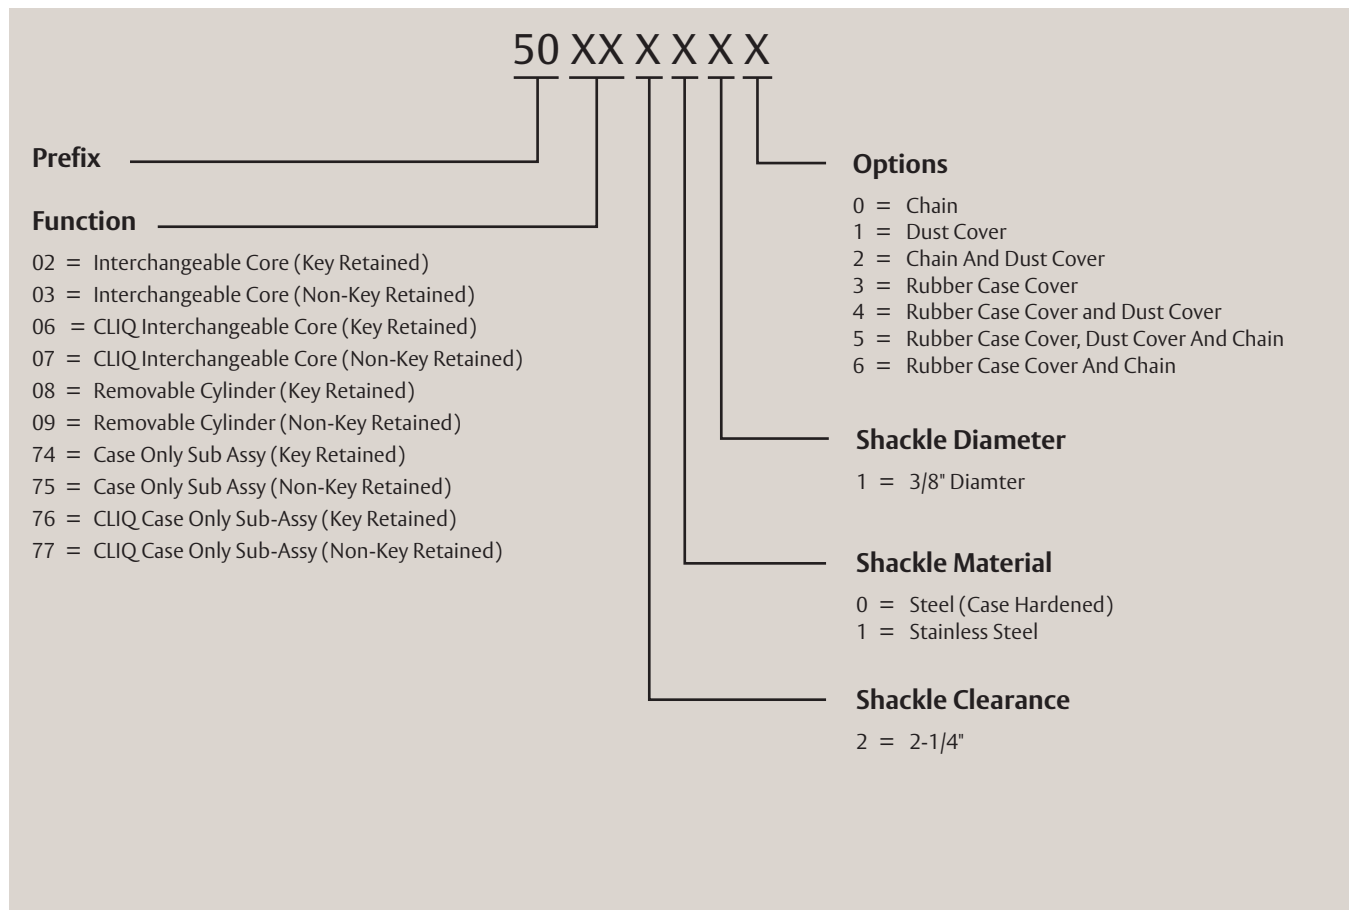 50 XX X X X X
Prefix
Function
02 = Interchangeable Core (Key Retained)
03 = Interchangeable Core (Non-Key Retained)
06 = CLIQ Interchangeable Core (Key Retained)
07 = CLIQ Interchangeable Core (Non-Key Retained)
08 = Removable Cylinder (Key Retained)
09 = Removable Cylinder (Non-Key Retained)
74 = Case Only Sub Assy (Key Retained)
75 = Case Only Sub Assy (Non-Key Retained)
76 = CLIQ Case Only Sub-Assy (Key Retained)
77 = CLIQ Case Only Sub-Assy (Non-Key Retained)
Options
0 = Chain
1 = Dust Cover
2 = Chain And Dust Cover
3 = Rubber Case Cover
4 = Rubber Case Cover and Dust Cover
5 = Rubber Case Cover, Dust Cover And Chain
6 = Rubber Case Cover And Chain
Shackle Diameter
1 = 3/8" Diamter
Shackle Material
0 = Steel (Case Hardened)
1 = Stainless Steel
Shackle Clearance
2 = 2-1/4"